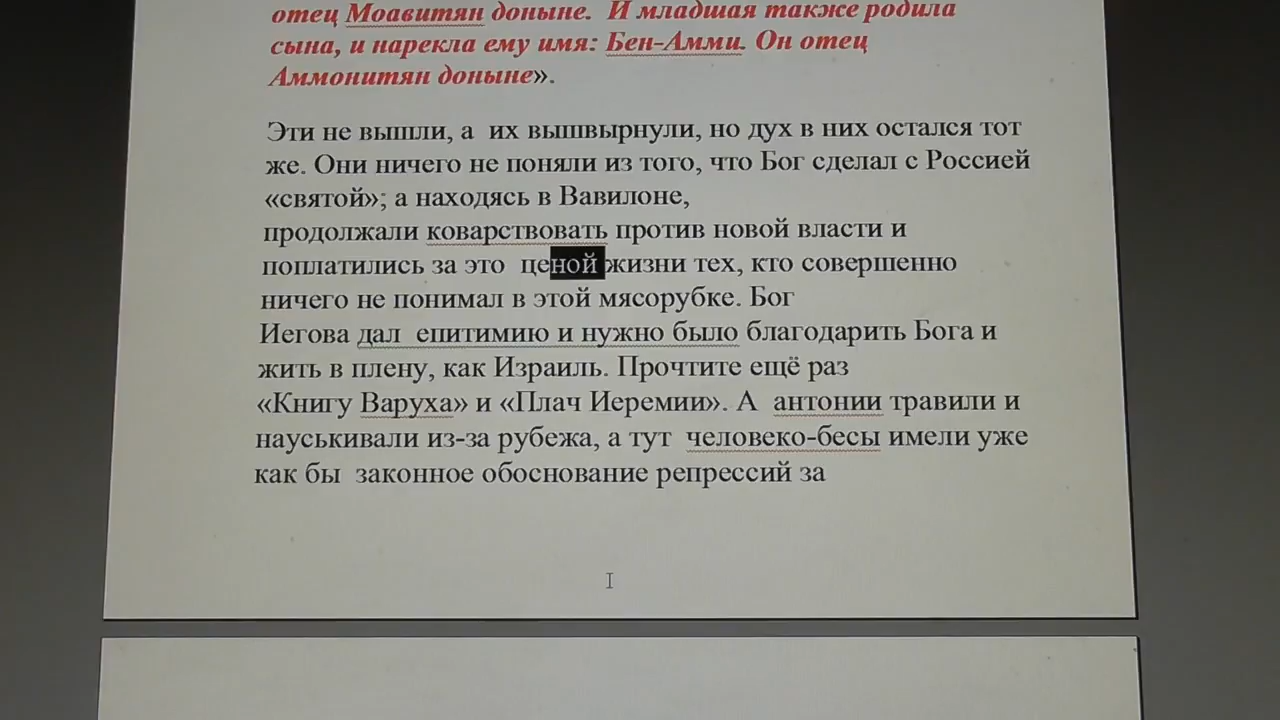 отец Моавитян доныне. И младшая также родила
сына, и нарекла ему имя: Бен-Амми. Он отец
Аммонитян доныне».
Эти не вышли, а их вышвырнули, но дух в них остался тот
же. Они ничего не поняли из того, что Бог сделал с Россией
«святой»; а находясь в Вавилоне,
продолжали коварствовать против новой власти и
поплатились за это ценой жизни тех, кто совершенно
ничего не понимал в этой мясорубке. Бог
Иегова дал епитимию и нужно было благодарить Бога и
жить в плену, как Израиль. Прочтите ещё раз
«Книгу Варуха» и «Плач Иеремии». А антонии травили и
науськивали из-за рубежа, а тут человеко-бесы имели уже
как бы законное обоснование репрессий за